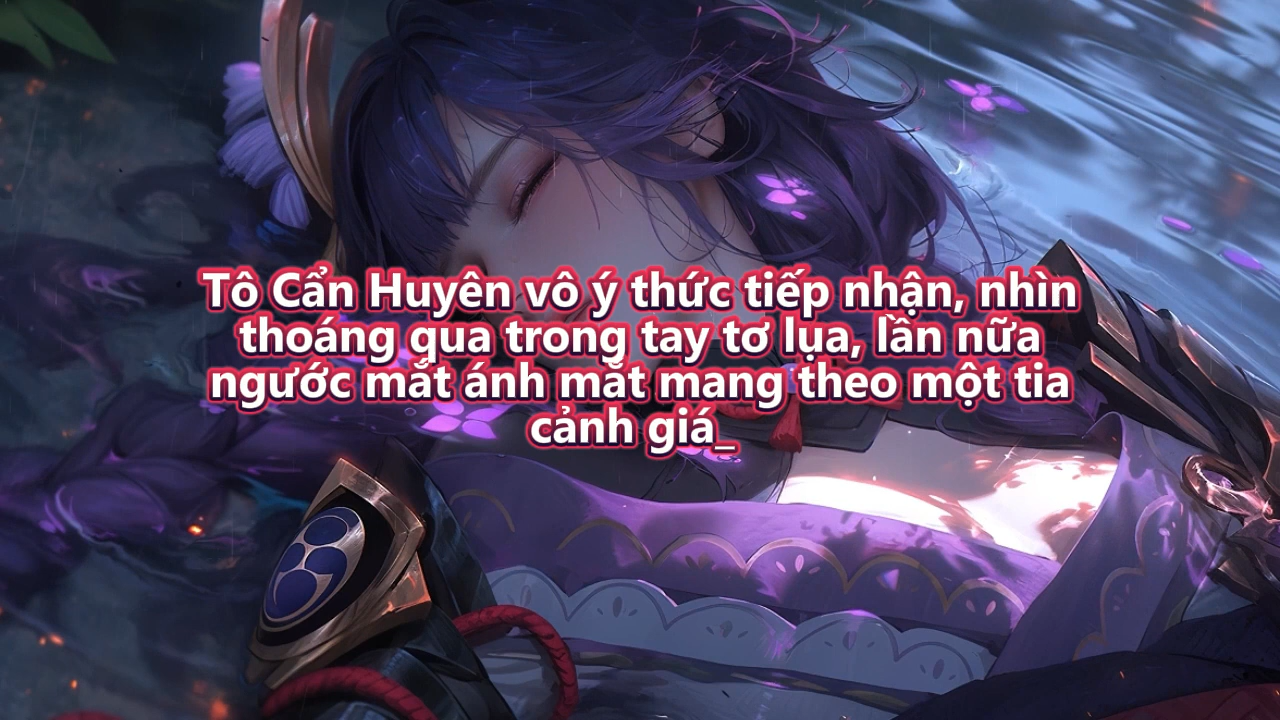 Tô Cẩn Huyên vô ý thức tiếp nhận, nhìn
thoáng qua trong tay tơ lụa, lần nữa
ngước mắt ánh mắt mang theo một tia
cảnh giá_